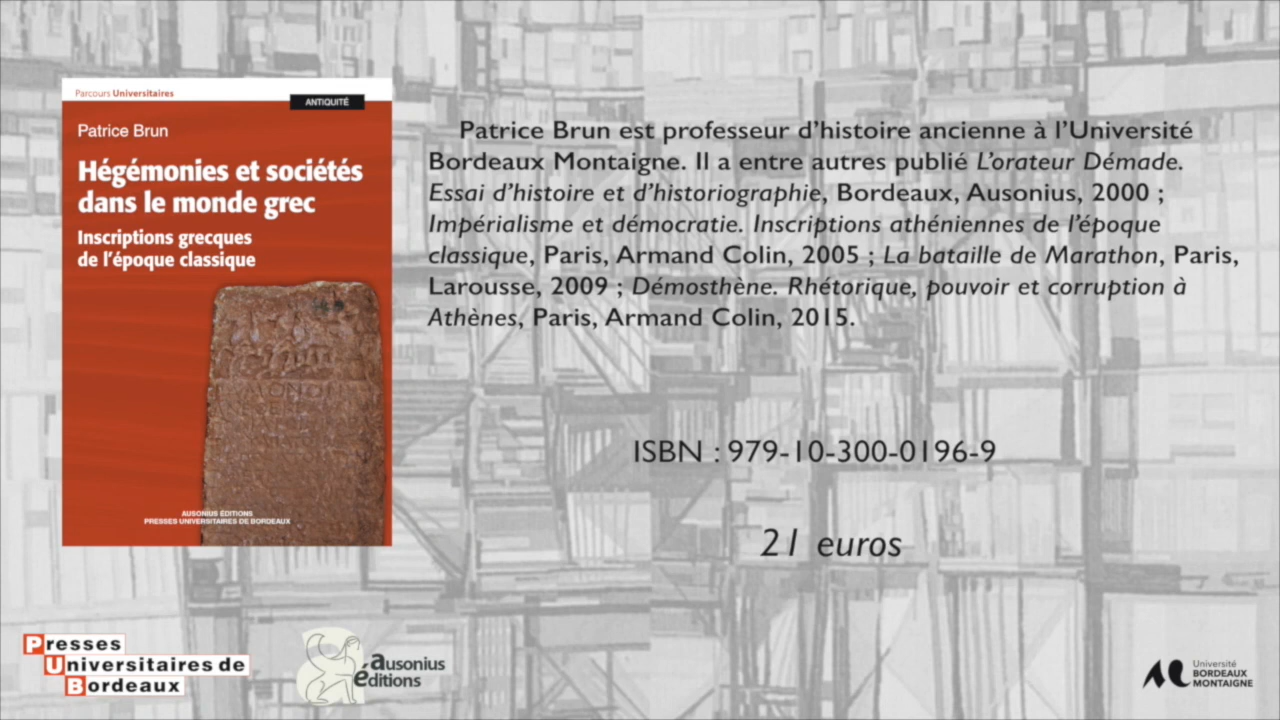 Parcours Universitaires
ANTIQUITÉ
Patrice Brun
Hégémonies et sociétés
dans le monde grec
Inscriptions grecques
de l'époque classique
AUSONIUS ÉDITIONS
PRESSES UNIVERSITAIRES DE BORDEAUX
Patrice Brun est professeur d'histoire ancienne à l'Université
Bordeaux Montaigne. Il a entre autres publié L'orateur Démade.
Essai d'histoire et d'historiographie, Bordeaux, Ausonius, 2000 ;
Impérialisme et démocratie. Inscriptions athéniennes de l'époque
classique, Paris, Armand Colin, 2005 ; La bataille de Marathon, Paris,
Larousse, 2009 ; Démosthène. Rhétorique, pouvoir et corruption à
Athènes, Paris, Armand Colin, 2015.
ISBN : 979-10-300-0196-9
21 euros
Presses
Universitaires de
Bordeaux
ausonius
éditions
Université
BORDEAUX
MONTAIGNE